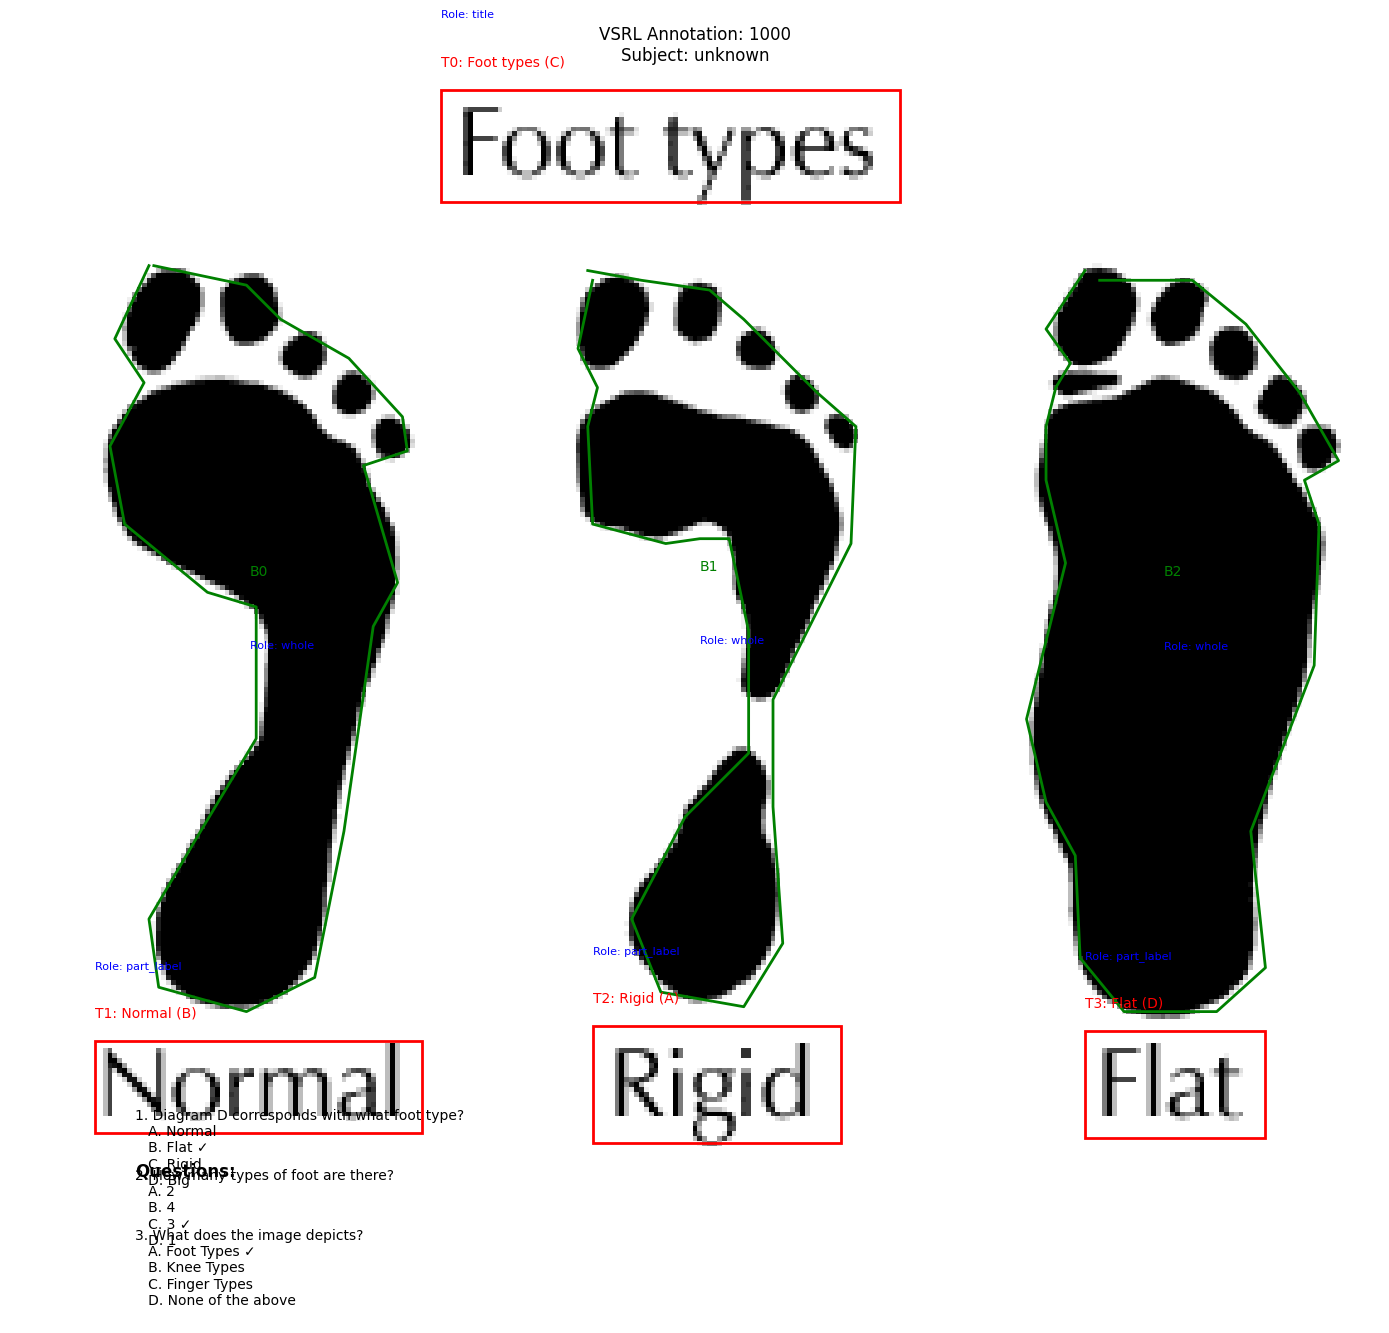 Role: title
VSRL Annotation: 1000
Subject: unknown
T0: Foot types (C)
Foot types
B0
B1
B2
Role: whole
Role: whole
Role: whole
Role: part_label
Role: part_label
Role: part_label
T1: Normal (B)
T2: Rigid (A)
T3: Flat (D)
Normal
Rigid
Flat
1. Diagram D corresponds with what foot type?
A. Normal
B. Flat ✓
C. Rigid
D. Big
Questions:
2. How many types of foot are there?
A. 2
B. 4
C. 3 ✓
D. 1
3. What does the image depicts?
A. Foot Types ✓
B. Knee Types
C. Finger Types
D. None of the above